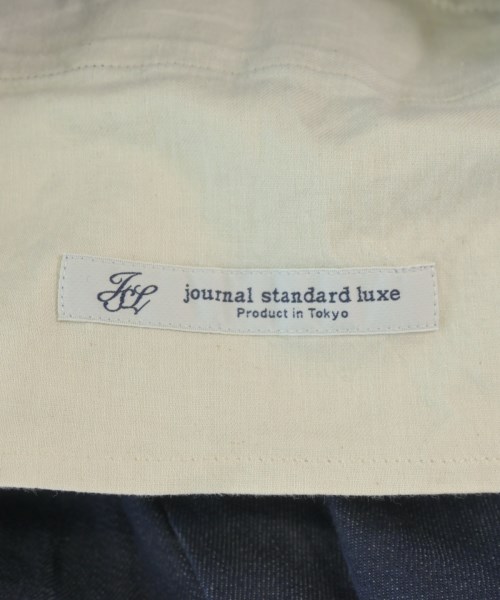 JSL
journal standard luxe
Product in Tokyo